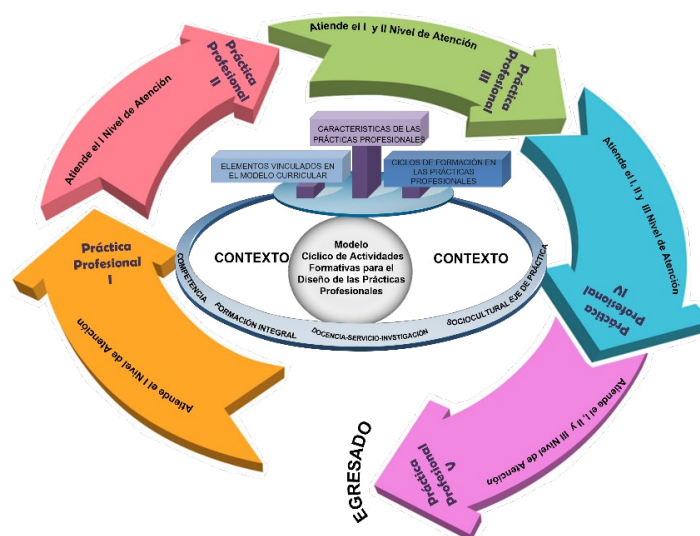 Atiende el I y II Nivel de Atención
Práctica
Profesional
III
Práctica
Profesional
II
Atiende el I Nivel de Atención
CARACTERISTICAS DE LAS
PRÁCTICAS PROFESIONALES
ELEMENTOS VINCULADOS
EN EL MODELO CURRICULAR
CICLOS DE FORMACIÓN EN
LAS PRÁCTICAS
PROFESIONALES
Atiende el I, II y III Nivel de Atención
Práctica
Profesional
IV
Práctica
Profesional
I
Atiende el I Nivel de Atención
CONTEXTO
Modelo
Cíclico de Actividades
Formativas para el
Diseño de las Prácticas
Profesionales
CONTEXTO
COMPETENCIA
FORMACIÓN INTEGRAL
DOCENCIA-SERVICIO-INVSTIGACIÓN
SOCIOCULTURAL EJE DE PRÁCTICA
Atiende el I, II y III Nivel de Atención
Práctica
Profesional
V
EGRESADO